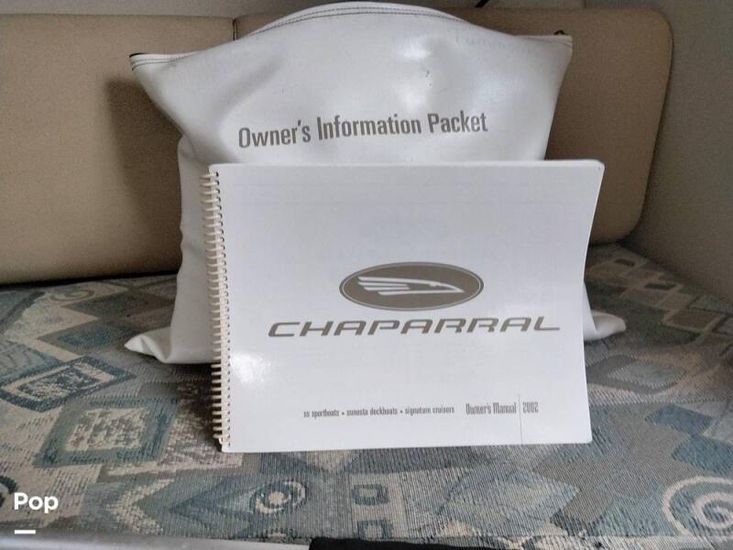 Owner's Information Packet
CHAPARRAL
ss sportboats • sunesta deckboats • signature cruisers Owner's Manual 2002
Pop